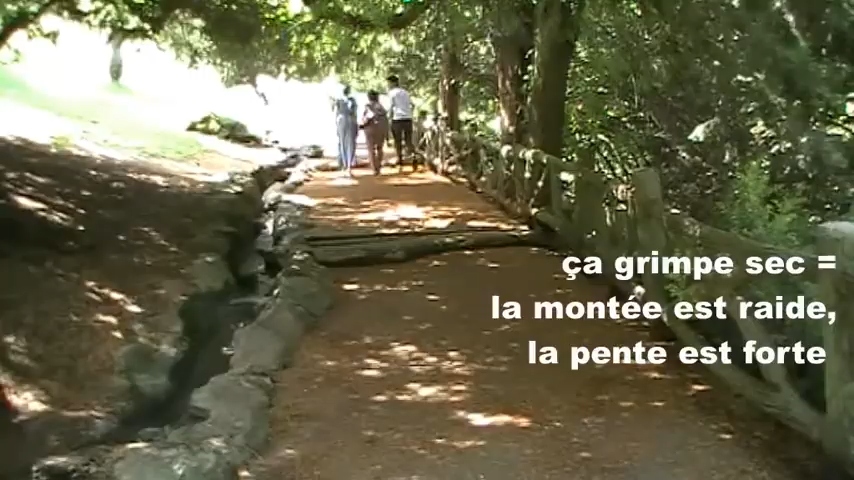 ça grimpe sec =
la montée est raide,
la pente est forte